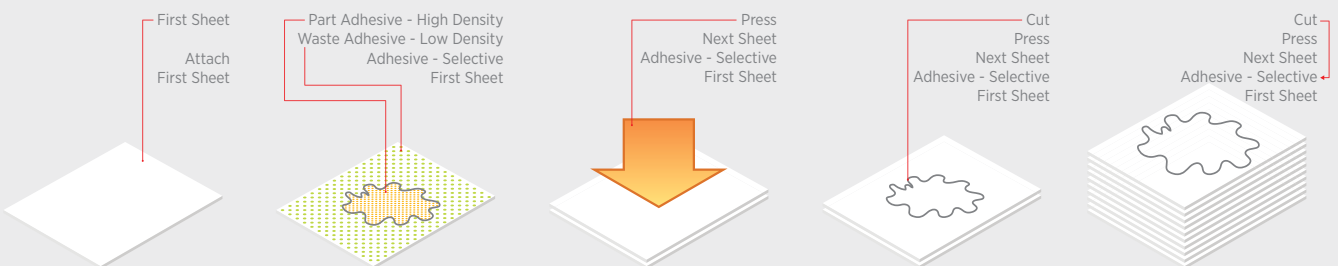 First Sheet
Attach
First Sheet
Part Adhesive - High Density
Waste Adhesive - Low Density
Adhesive - Selective
First Sheet
Press
Next Sheet
Adhesive - Selective
First Sheet
Cut
Press
Next Sheet
Adhesive - Selective
First Sheet
Cut
Press
Next Sheet
Adhesive - Selective
First Sheet